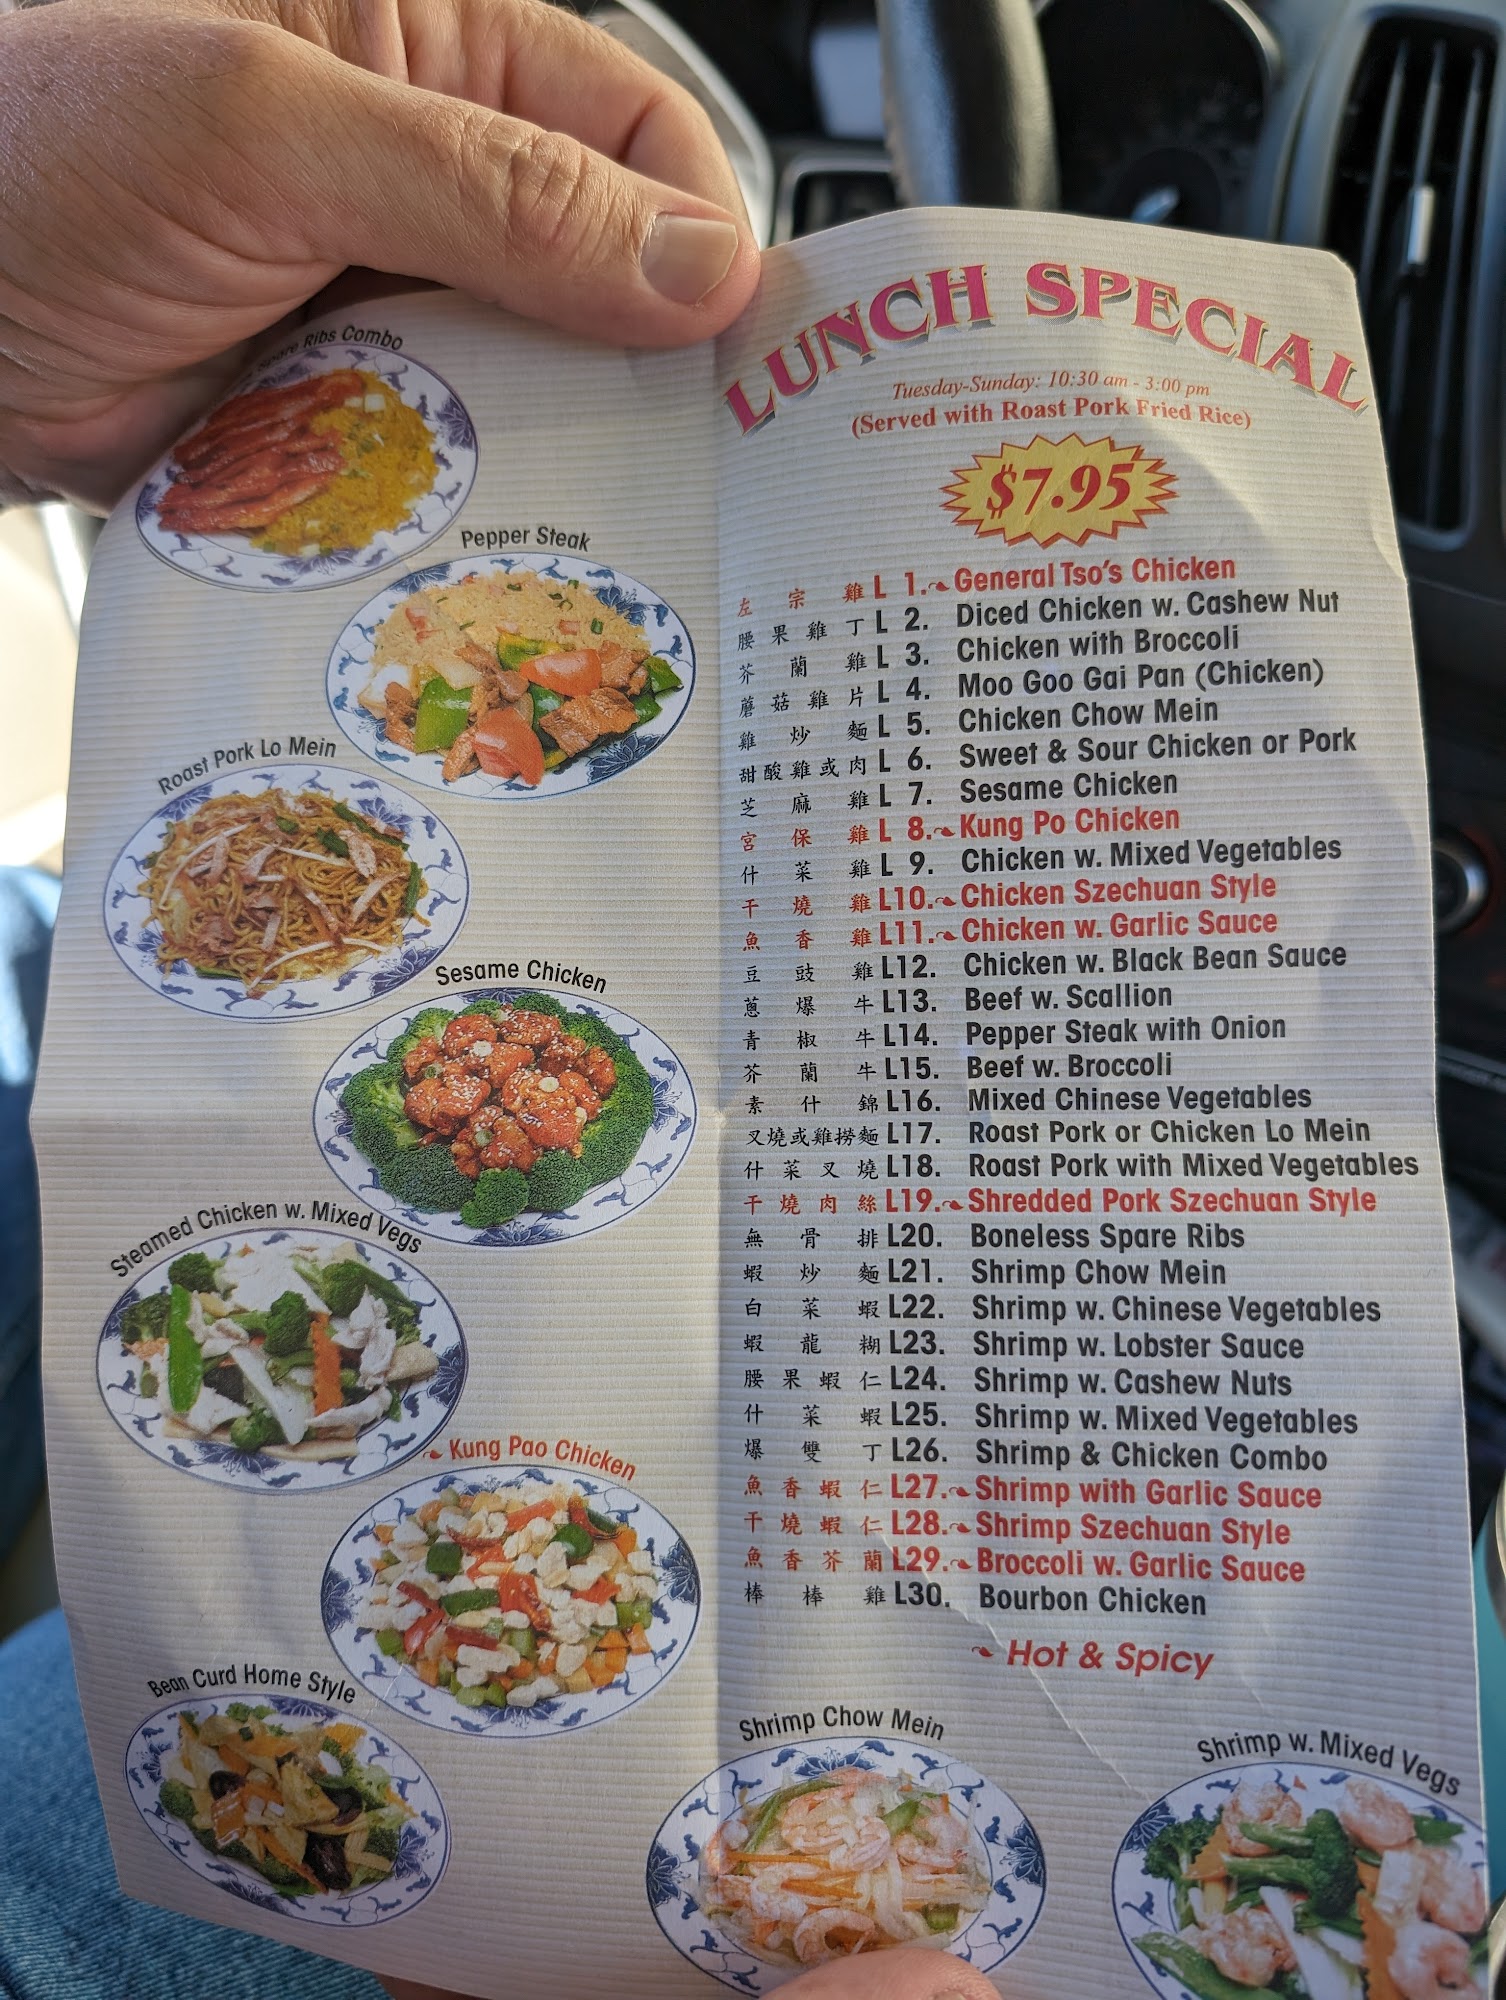 Spare Ribs Combo
Pepper Steak
Roast Pork Lo Mein
Sesame Chicken
Steamed Chicken w. Mixed Vegs
Kung Pao Chicken
Bean Curd Home Style
LUNCH SPECIAL
Tuesday-Sunday: 10:30 am - 3:00 pm
(Served with Roast Pork Fried Rice)
$7.95
左宗雞 L 1. General Tso's Chicken
腰果雞丁 L 2. Diced Chicken w. Cashew Nut
芥蘭雞 L 3. Chicken with Broccoli
蘑菇雞片 L 4. Moo Goo Gai Pan (Chicken)
雞炒麵 L 5. Chicken Chow Mein
甜酸雞或肉 L 6. Sweet & Sour Chicken or Pork
芝麻雞 L 7. Sesame Chicken
宮保雞 L 8. Kung Po Chicken
什菜雞 L 9. Chicken w. Mixed Vegetables
干燒雞 L10. Chicken Szechuan Style
魚香雞 L11. Chicken w. Garlic Sauce
豆豉雞 L12. Chicken w. Black Bean Sauce
蔥爆牛 L13. Beef w. Scallion
青椒牛 L14. Pepper Steak with Onion
芥蘭牛 L15. Beef w. Broccoli
素什錦 L16. Mixed Chinese Vegetables
叉燒或雞撈麵 L17. Roast Pork or Chicken Lo Mein
什菜叉燒 L18. Roast Pork with Mixed Vegetables
干燒肉絲 L19. Shredded Pork Szechuan Style
無骨排 L20. Boneless Spare Ribs
蝦炒麵 L21. Shrimp Chow Mein
白菜蝦 L22. Shrimp w. Chinese Vegetables
蝦龍糊 L23. Shrimp w. Lobster Sauce
腰果蝦仁 L24. Shrimp w. Cashew Nuts
什菜蝦 L25. Shrimp w. Mixed Vegetables
爆雙丁 L26. Shrimp & Chicken Combo
魚香蝦仁 L27. Shrimp with Garlic Sauce
干燒蝦仁 L28. Shrimp Szechuan Style
魚香芥蘭 L29. Broccoli w. Garlic Sauce
棒棒雞 L30. Bourbon Chicken
Hot & Spicy
Shrimp Chow Mein
Shrimp w. Mixed Vegs